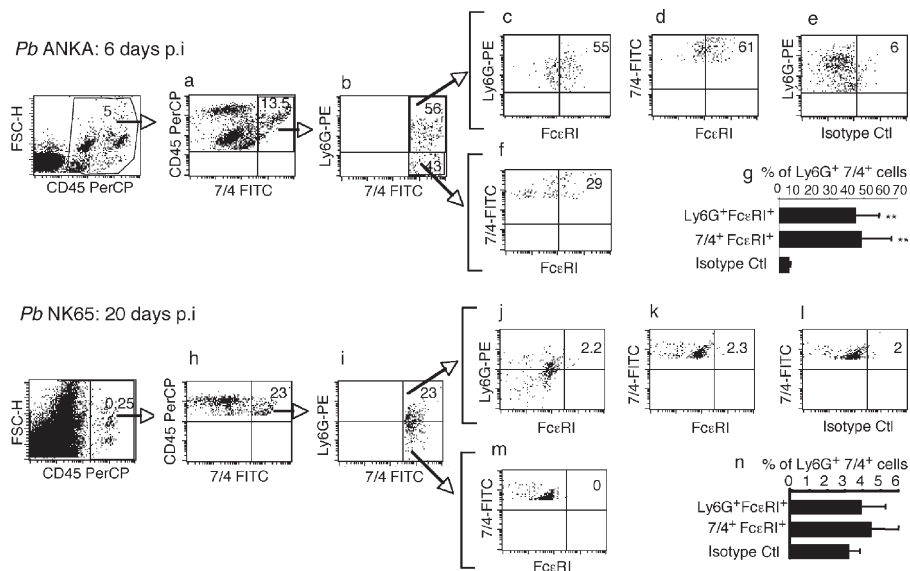 Pb ANKA: 6 days p.i
FSC-H
5
CD45 PerCP
a
CD45 PerCP
13.5
7/4 FITC
b
Ly6G-PE
56
43
7/4 FITC
c
Ly6G-PE
55
FcεRI
d
7/4-FITC
61
FcεRI
e
Ly6G-PE
6
Isotype Ctl
f
7/4-FITC
29
FcεRI
g % of Ly6G+ 7/4+ cells
0 10 20 30 40 50 60 70
Ly6G+FcεRI+ **
7/4+ FcεRI+ **
Isotype Ctl
Pb NK65: 20 days p.i
FSC-H
0.25
CD45 PerCP
h
CD45 PerCP
23
7/4 FITC
i
Ly6G-PE
23
7/4 FITC
j
Ly6G-PE
2.2
FcεRI
k
7/4-FITC
2.3
FcεRI
l
7/4-FITC
2
Isotype Ctl
m
7/4-FITC
0
FcεRI
n % of Ly6G+ 7/4+ cells
0 1 2 3 4 5 6
Ly6G+FcεRI+
7/4+ FcεRI+
Isotype Ctl